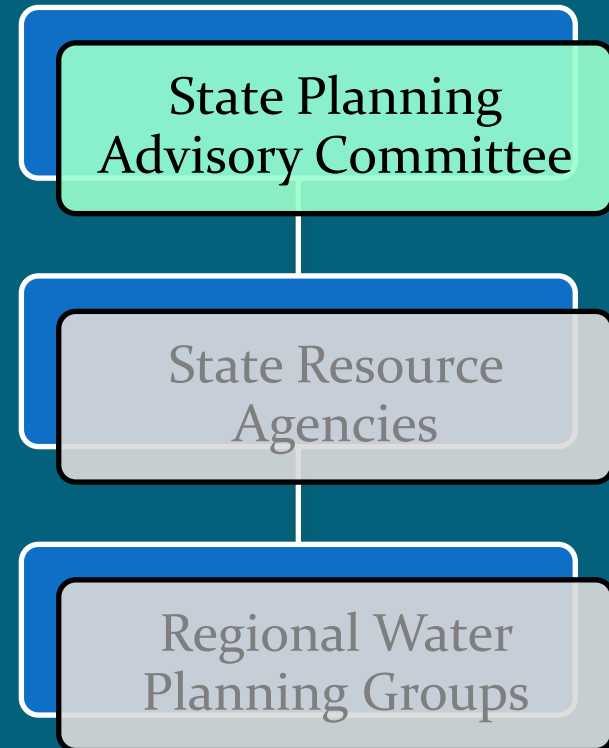 State Planning
Advisory Committee
State Resource
Agencies
Regional Water
Planning Groups